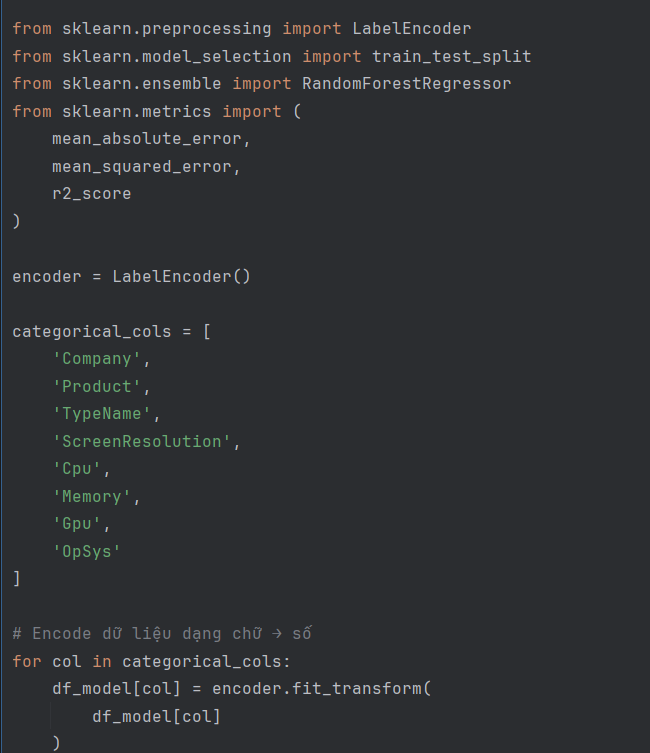 from sklearn.preprocessing import LabelEncoder
from sklearn.model_selection import train_test_split
from sklearn.ensemble import RandomForestRegressor
from sklearn.metrics import (
    mean_absolute_error,
    mean_squared_error,
    r2_score
)

encoder = LabelEncoder()

categorical_cols = [
    'Company',
    'Product',
    'TypeName',
    'ScreenResolution',
    'Cpu',
    'Memory',
    'Gpu',
    'OpSys'
]

# Encode dữ liệu dạng chữ → số
for col in categorical_cols:
    df_model[col] = encoder.fit_transform(
        df_model[col]
    )